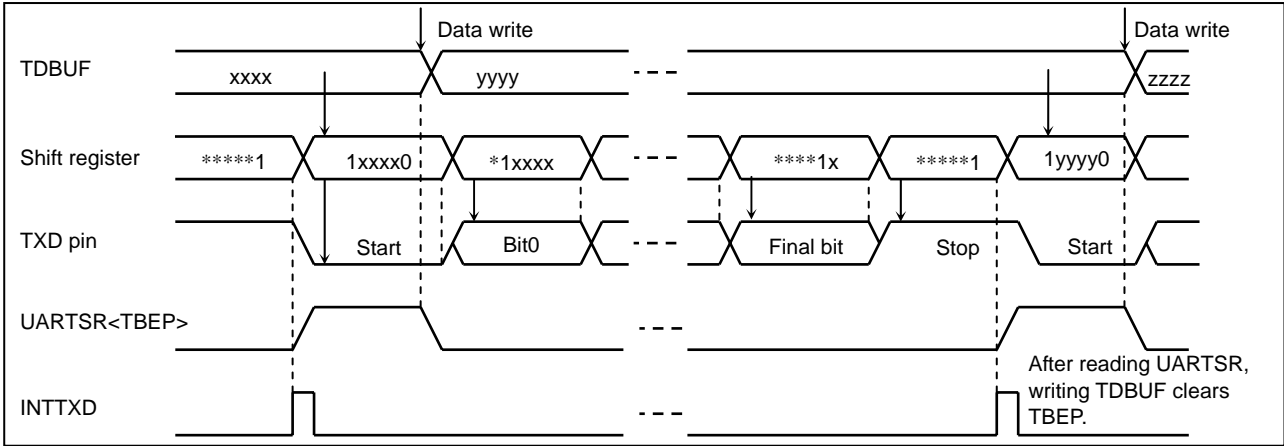 Data write
Data write
TDBUF
xxxx
yyyy
zzzz
Shift register
*****1
1xxxx0
*1xxxx
****1x
*****1
1yyyy0
TXD pin
Start
Bit0
Final bit
Stop
Start
UARTSR<TBEP>
After reading UARTSR,
writing TDBUF clears
TBEP.
INTTXD